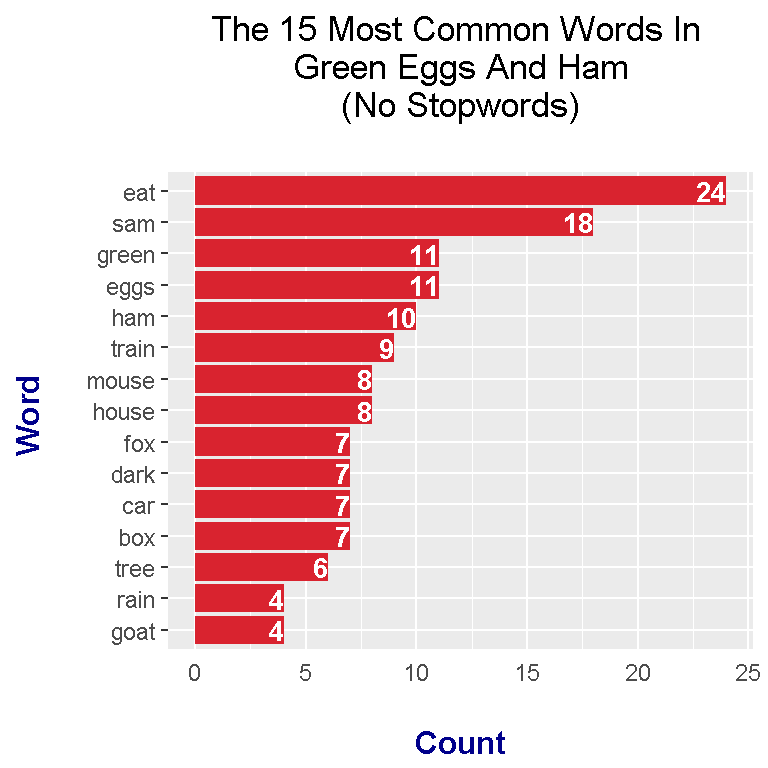 The 15 Most Common Words In
Green Eggs And Ham
(No Stopwords)
Word
eat 24
sam 18
green 11
eggs 11
ham 10
train 9
mouse 8
house 8
fox 7
dark 7
car 7
box 7
tree 6
rain 4
goat 4
0 5 10 15 20 25
Count